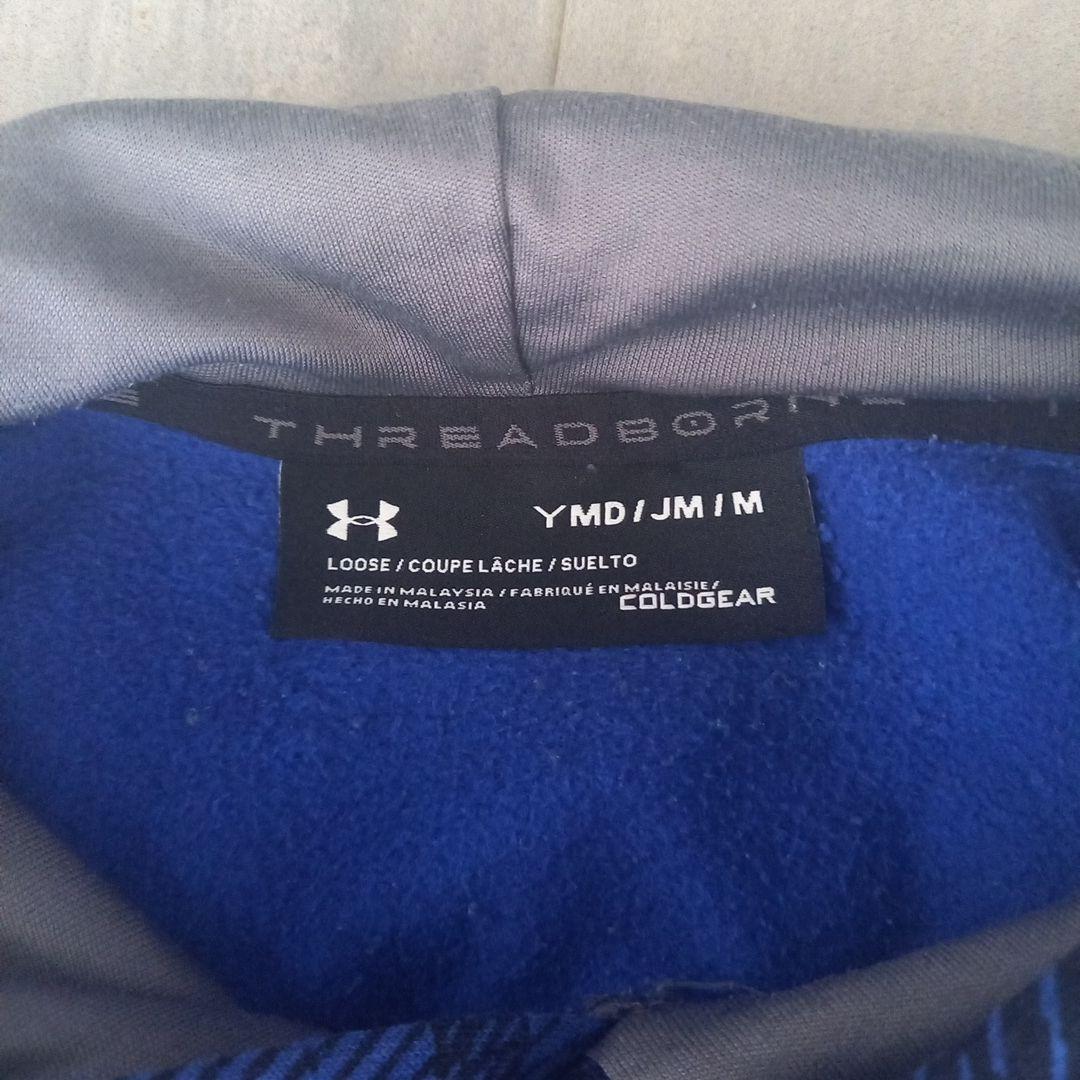 THREADBORNE
YMD / JM / M
LOOSE / COUPE LÂCHE / SUELTO
MADE IN MALAYSIA / FABRIQUÉ EN MALAISIE /
HECHO EN MALASIA
COLDGEAR